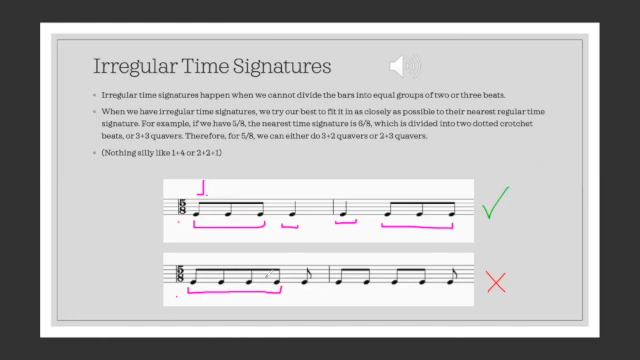 Irregular Time Signatures
Irregular time signatures happen when we cannot divide the bars into equal groups of two or three beats.
When we have irregular time signatures, we try our best to fit it in as closely as possible to their nearest regular time
signature. For example, if we have 5/8, the nearest time signature is 6/8, which is divided into two dotted crotchet
beats, or 3+3 quavers. Therefore, for 5/8, we can either do 3+2 quavers or 2+3 quavers.
(Nothing silly like 1+4 or 2+2+1)
5
8
5
8